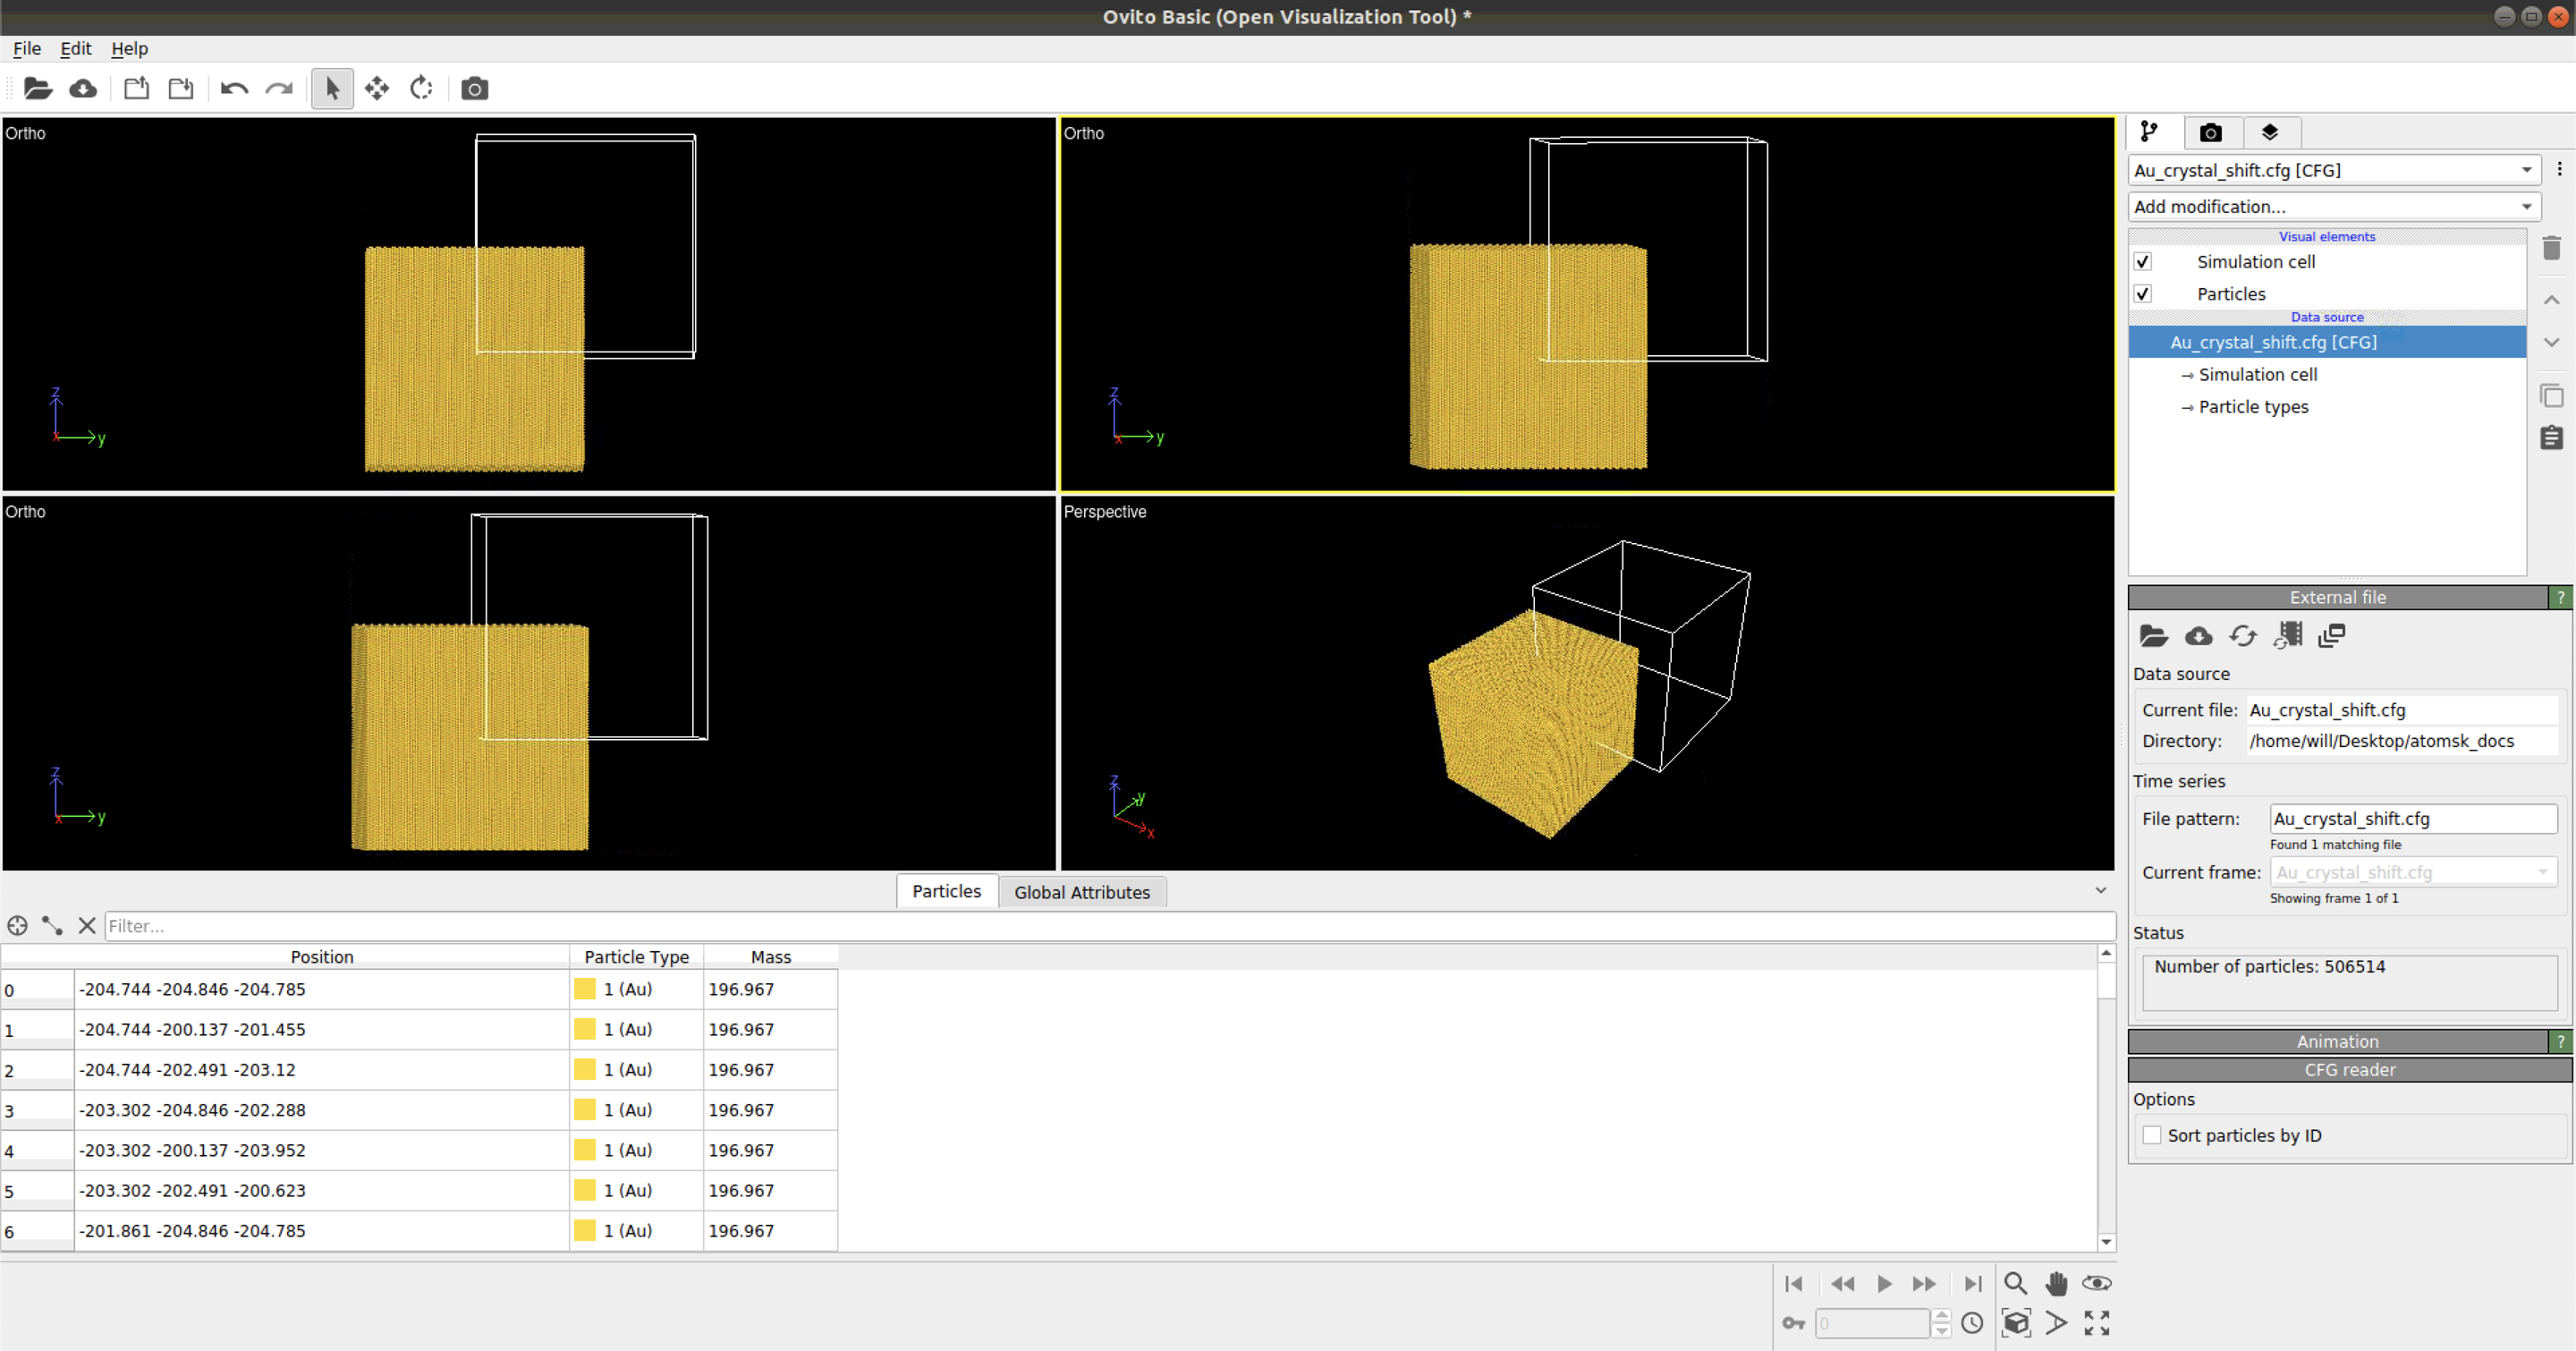 Ovito Basic (Open Visualization Tool) *
File Edit Help
Ortho
z
y
x
Ortho
z
y
x
Ortho
z
y
x
Perspective
z
y
x
Au_crystal_shift.cfg [CFG]
Add modification...
Visual elements
Simulation cell
Particles
Data source
Au_crystal_shift.cfg [CFG]
→ Simulation cell
→ Particle types
External file ?
Data source
Current file: Au_crystal_shift.cfg
Directory: /home/will/Desktop/atomsk_docs
Time series
File pattern: Au_crystal_shift.cfg
Found 1 matching file
Current frame: Au_crystal_shift.cfg
Showing frame 1 of 1
Status
Number of particles: 506514
Animation ?
CFG reader
Options
Sort particles by ID
Particles Global Attributes
Filter...
Position Particle Type Mass
0 -204.744 -204.846 -204.785 1 (Au) 196.967
1 -204.744 -200.137 -201.455 1 (Au) 196.967
2 -204.744 -202.491 -203.12 1 (Au) 196.967
3 -203.302 -204.846 -202.288 1 (Au) 196.967
4 -203.302 -200.137 -203.952 1 (Au) 196.967
5 -203.302 -202.491 -200.623 1 (Au) 196.967
6 -201.861 -204.846 -204.785 1 (Au) 196.967
0